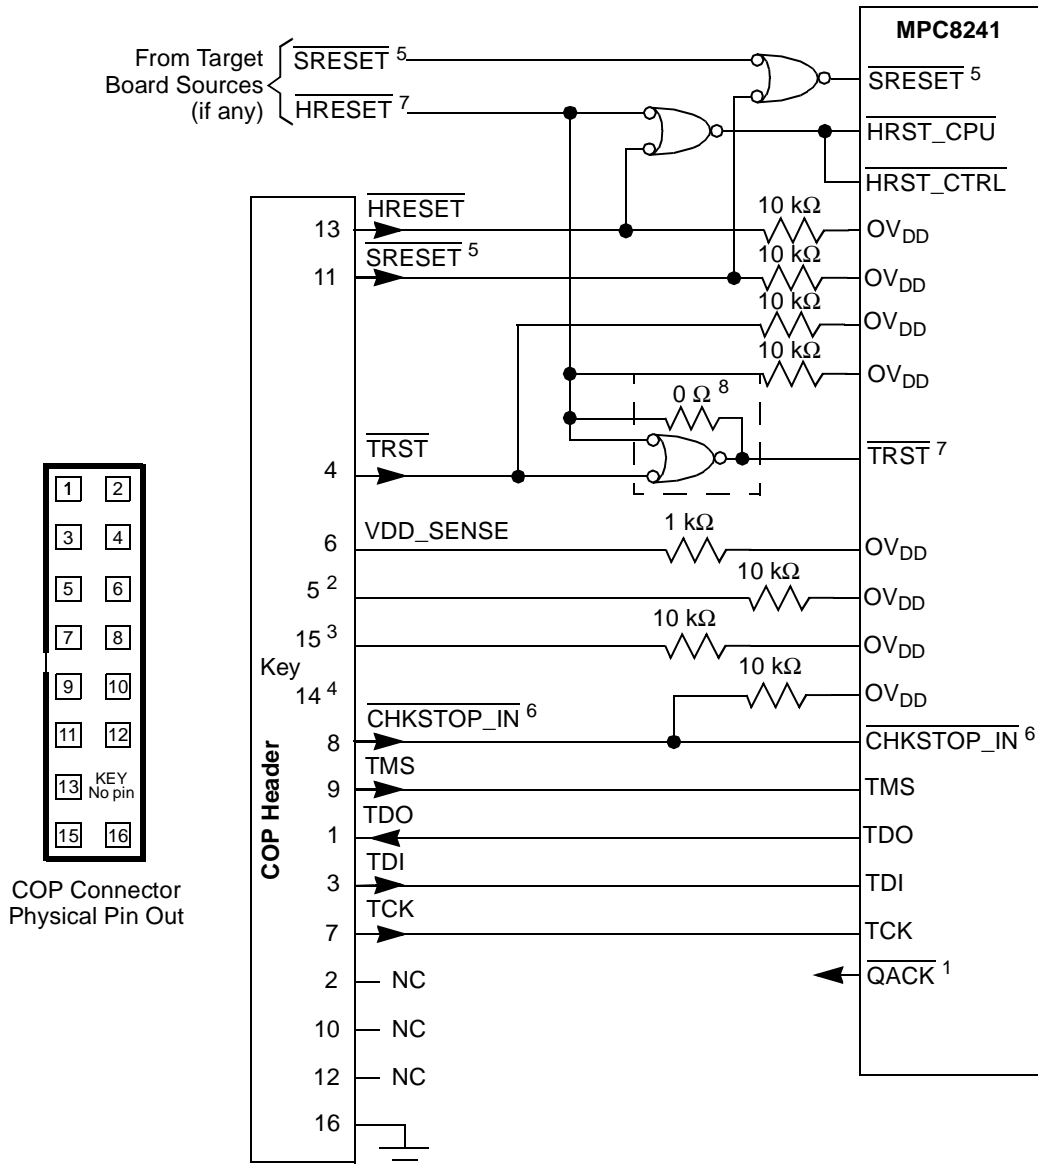 MPC8241
From Target
Board Sources
(if any)
SRESET 5
HRESET 7
SRESET 5
HRST_CPU
HRST_CTRL
HRESET
13
10 kΩ
OVDD
SRESET 5
11
10 kΩ
OVDD
10 kΩ
OVDD
10 kΩ
OVDD
0 Ω 8
TRST
4
TRST 7
VDD_SENSE
6
1 kΩ
OVDD
5 2
10 kΩ
OVDD
15 3
10 kΩ
OVDD
Key
14 4
10 kΩ
OVDD
CHKSTOP_IN 6
8
CHKSTOP_IN 6
TMS
9
TMS
TDO
1
TDO
TDI
3
TDI
TCK
7
TCK
QACK 1
2 NC
10 NC
12 NC
16
COP Header
1 2
3 4
5 6
7 8
9 10
11 12
13 KEY
No pin
15 16
COP Connector
Physical Pin Out